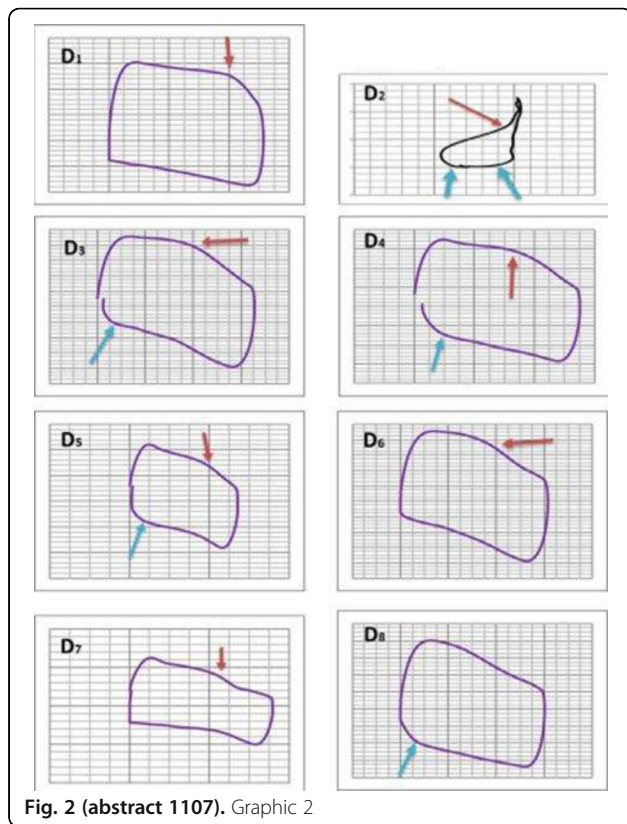 D₁
D₂
D₃
D₄
D₅
D₆
D₇
D₈
Fig. 2 (abstract 1107). Graphic 2